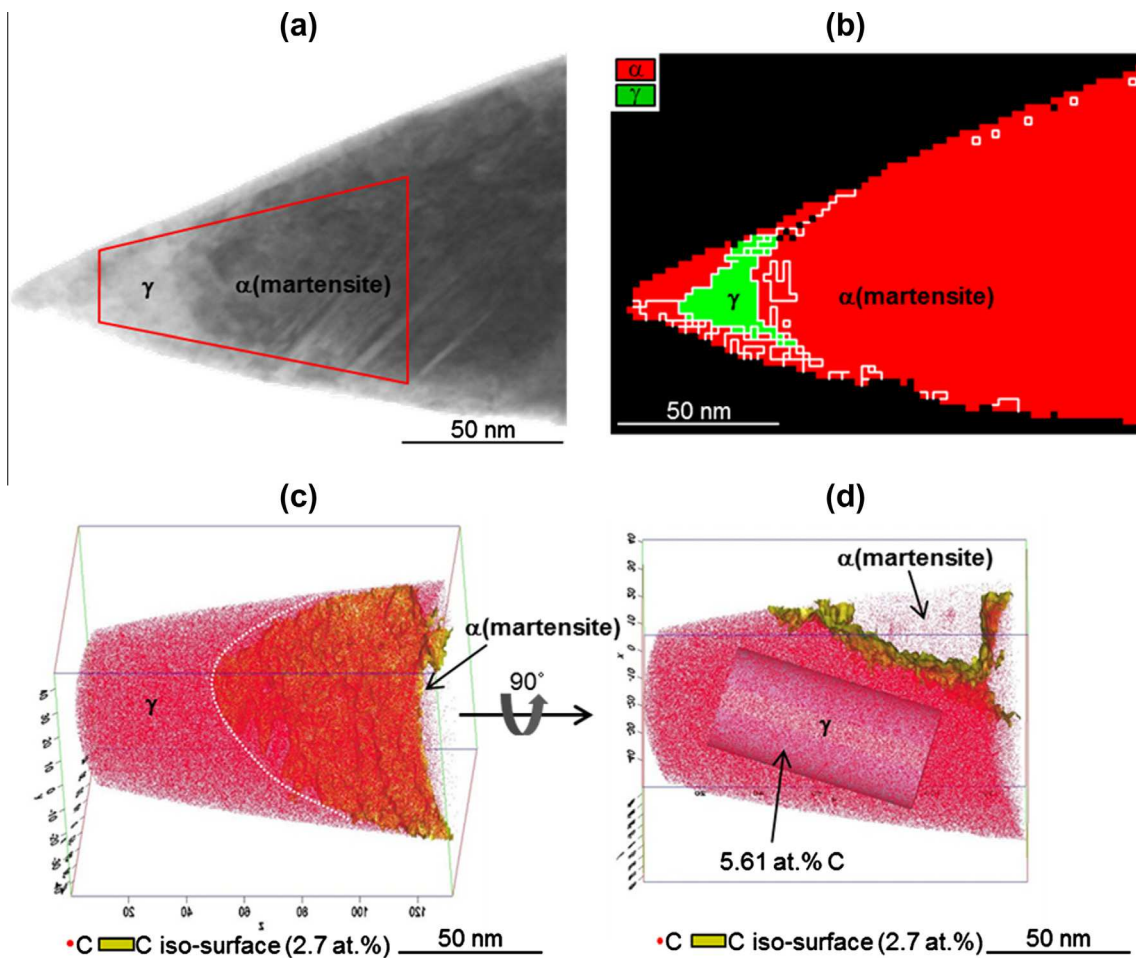 (a)
(b)
α
γ
γ
α(martensite)
50 nm
γ
α(martensite)
50 nm
(c)
(d)
γ
α(martensite)
90°
20
40
60
80
100
120
z
•C C iso-surface (2.7 at.%) 50 nm
α(martensite)
γ
5.61 at.% C
•C C iso-surface (2.7 at.%) 50 nm